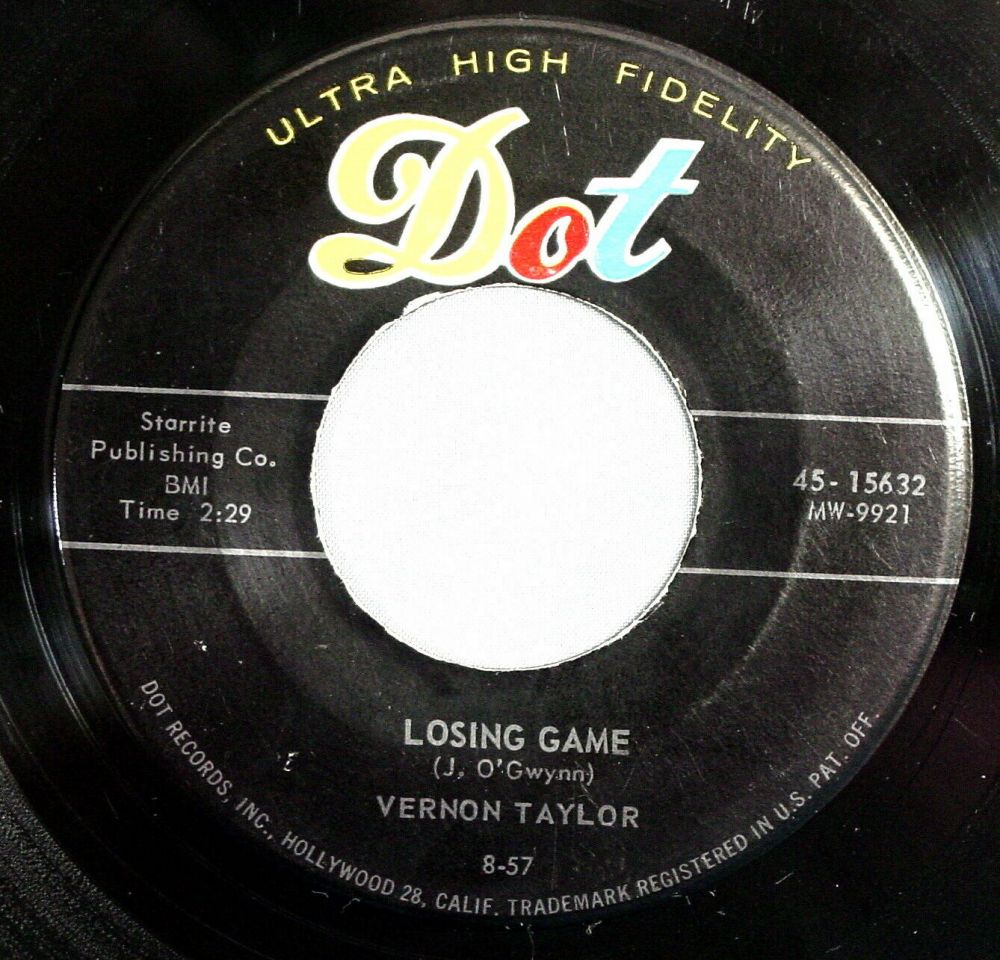 ULTRA HIGH FIDELITY
Dot
Starrite
Publishing Co.
BMI
Time 2:29
45-15632
MW-9921
LOSING GAME
(J, O'Gwynn)
VERNON TAYLOR
8-57
DOT RECORDS, INC., HOLLYWOOD 28, CALIF. TRADEMARK REGISTERED IN U.S. PAT. OFF.